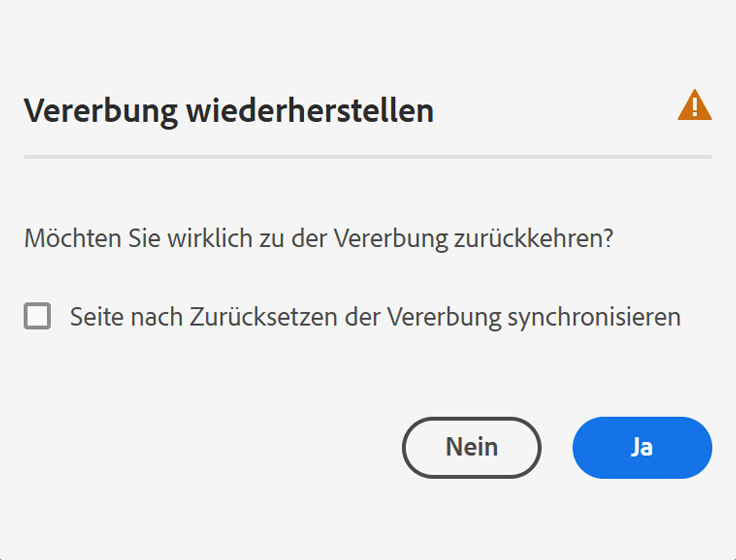 Vererbung wiederherstellen
Möchten Sie wirklich zu der Vererbung zurückkehren?
Seite nach Zurücksetzen der Vererbung synchronisieren
Nein
Ja